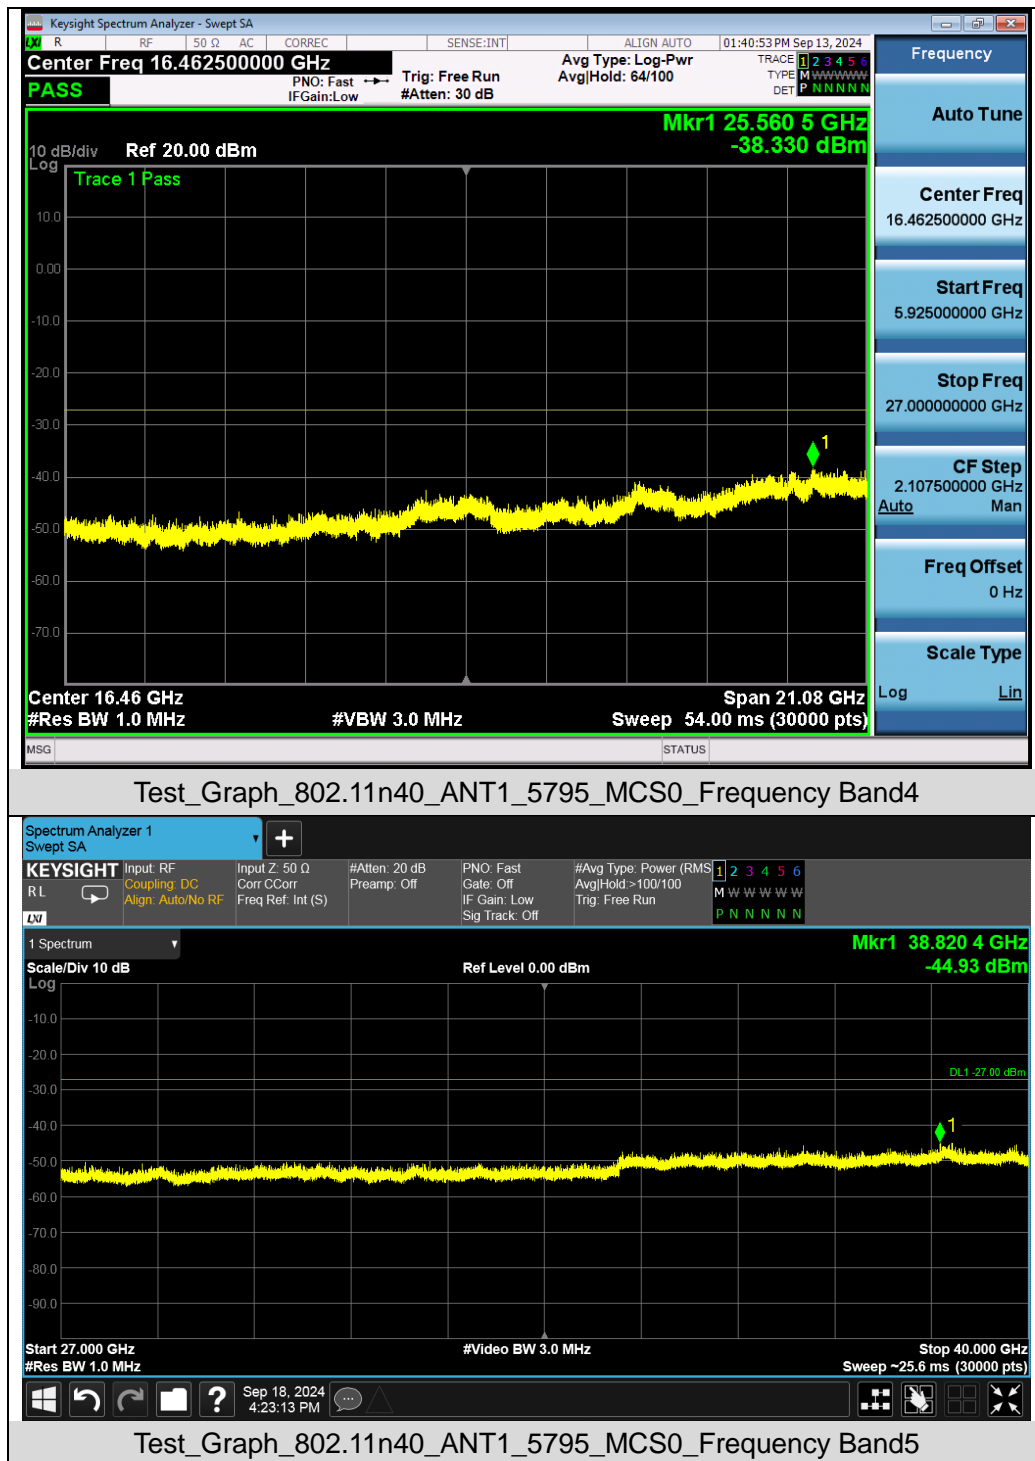 Keysight Spectrum Analyzer - Swept SA
LXI R RF 50 Ω AC CORREC SENSE:INT ALIGN AUTO 01:40:53 PM Sep 13, 2024
Center Freq 16.462500000 GHz
PASS
PNO: Fast
IFGain:Low
Trig: Free Run
#Atten: 30 dB
Avg Type: Log-Pwr
Avg|Hold: 64/100
TRACE 1 2 3 4 5 6
TYPE M W W W W W
DET P N N N N N
Frequency
Auto Tune
Center Freq
16.462500000 GHz
Start Freq
5.925000000 GHz
Stop Freq
27.000000000 GHz
CF Step
2.107500000 GHz
Auto Man
Freq Offset
0 Hz
Scale Type
Log Lin
Mkr1 25.560 5 GHz
-38.330 dBm
10 dB/div Ref 20.00 dBm
Log
Trace 1 Pass
10.0
0.00
-10.0
-20.0
-30.0
1
-40.0
-50.0
-60.0
-70.0
Center 16.46 GHz Span 21.08 GHz
#Res BW 1.0 MHz #VBW 3.0 MHz Sweep 54.00 ms (30000 pts)
MSG STATUS
Test_Graph_802.11n40_ANT1_5795_MCS0_Frequency Band4
Spectrum Analyzer 1
Swept SA
+
KEYSIGHT
RL
LXI
Input: RF
Coupling: DC
Align: Auto/No RF
Input Z: 50 Ω
Corr CCorr
Freq Ref: Int (S)
#Atten: 20 dB
Preamp: Off
PNO: Fast
Gate: Off
IF Gain: Low
Sig Track: Off
#Avg Type: Power (RMS
Avg|Hold:>100/100
Trig: Free Run
1 2 3 4 5 6
M W W W W W
P N N N N N
1 Spectrum
Mkr1 38.820 4 GHz
Scale/Div 10 dB Ref Level 0.00 dBm -44.93 dBm
Log
-10.0
-20.0
DL1 -27.00 dBm
-30.0
-40.0
1
-50.0
-60.0
-70.0
-80.0
-90.0
Start 27.000 GHz #Video BW 3.0 MHz Stop 40.000 GHz
#Res BW 1.0 MHz Sweep ~25.6 ms (30000 pts)
? Sep 18, 2024
4:23:13 PM
Test_Graph_802.11n40_ANT1_5795_MCS0_Frequency Band5